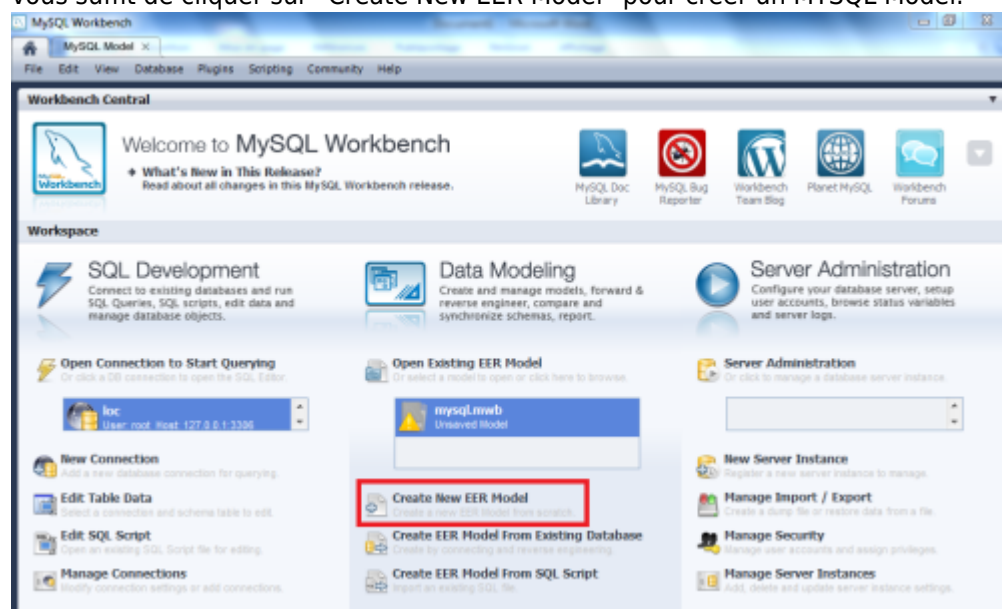 Vous suffit de cliquer sur "Create New EER Model" pour créer un MYSQL Model.
MySQL Workbench
MySQL Model ×
File Edit View Database Plugins Scripting Community Help
Workbench Central
Welcome to MySQL Workbench
What's New in This Release?
Read about all changes in this MySQL Workbench release.
MySQL Doc Library
MySQL Bug Reporter
Workbench Team Blog
Planet MySQL
Workbench Forums
Workbench
Workspace
SQL Development
Connect to existing databases and run
SQL Queries, SQL scripts, edit data and
manage database objects.
Open Connection to Start Querying
Or click a DB connection to open the SQL Editor.
loc
User: root Host: 127.0.0.1:3306
New Connection
Add a new database connection for querying.
Edit Table Data
Select a connection and schema table to edit.
Edit SQL Script
Open an existing SQL Script file for editing.
Manage Connections
Modify connection settings or add connections.
Data Modeling
Create and manage models, forward &
reverse engineer, compare and
synchronize schemas, report.
Open Existing EER Model
Or select a model to open or click here to browse.
mysql.mwb
Unsaved Model
Create New EER Model
Create a new EER Model from scratch.
Create EER Model From Existing Database
Create by connecting and reverse engineering.
Create EER Model From SQL Script
Import an existing SQL file.
Server Administration
Configure your database server, setup
user accounts, browse status variables
and server logs.
Server Administration
Or click to manage a database server instance.
New Server Instance
Register a new server instance to manage.
Manage Import / Export
Create a dump file or restore data from a file.
Manage Security
Manage user accounts and assign privileges.
Manage Server Instances
Add, delete and update server instance settings.